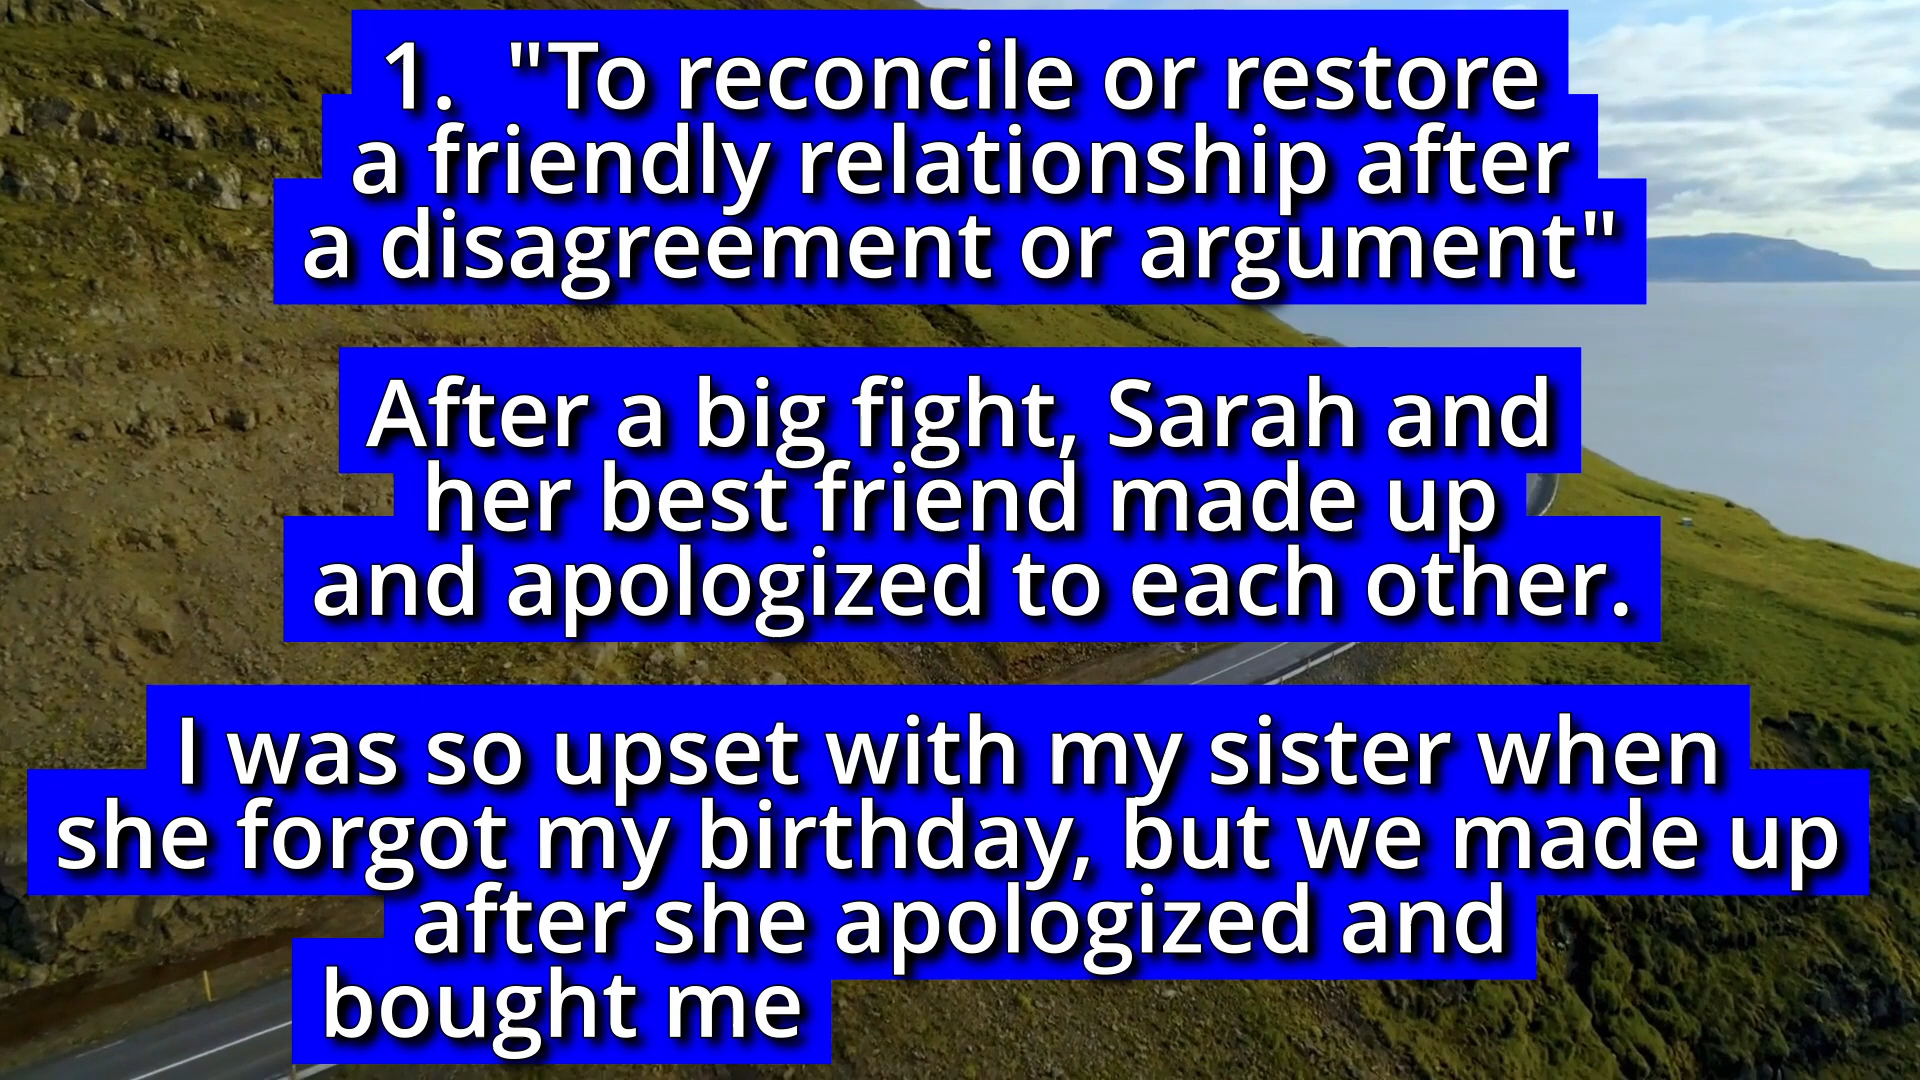 1. "To reconcile or restore
a friendly relationship after
a disagreement or argument"
After a big fight, Sarah and
her best friend made up
and apologized to each other.
I was so upset with my sister when
she forgot my birthday, but we made up
after she apologized and
bought me